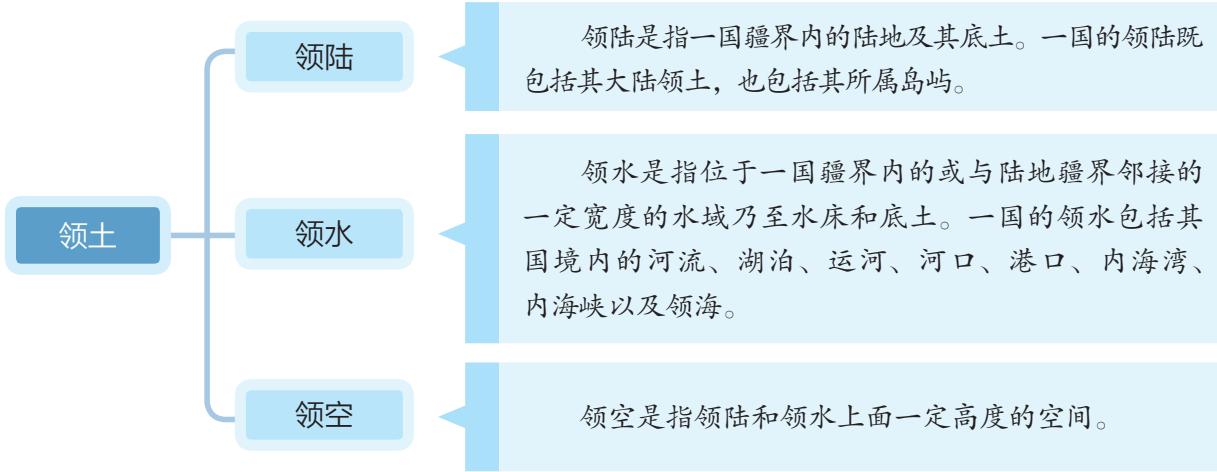 领陆
领陆是指一国疆界内的陆地及其底土。一国的领陆既
包括其大陆领土，也包括其所属岛屿。
领土
领水
领水是指位于一国疆界内的或与陆地疆界邻接的
一定宽度的水域乃至水床和底土。一国的领水包括其
国境内的河流、湖泊、运河、河口、港口、内海湾、
内海峡以及领海。
领空
领空是指领陆和领水上面一定高度的空间。